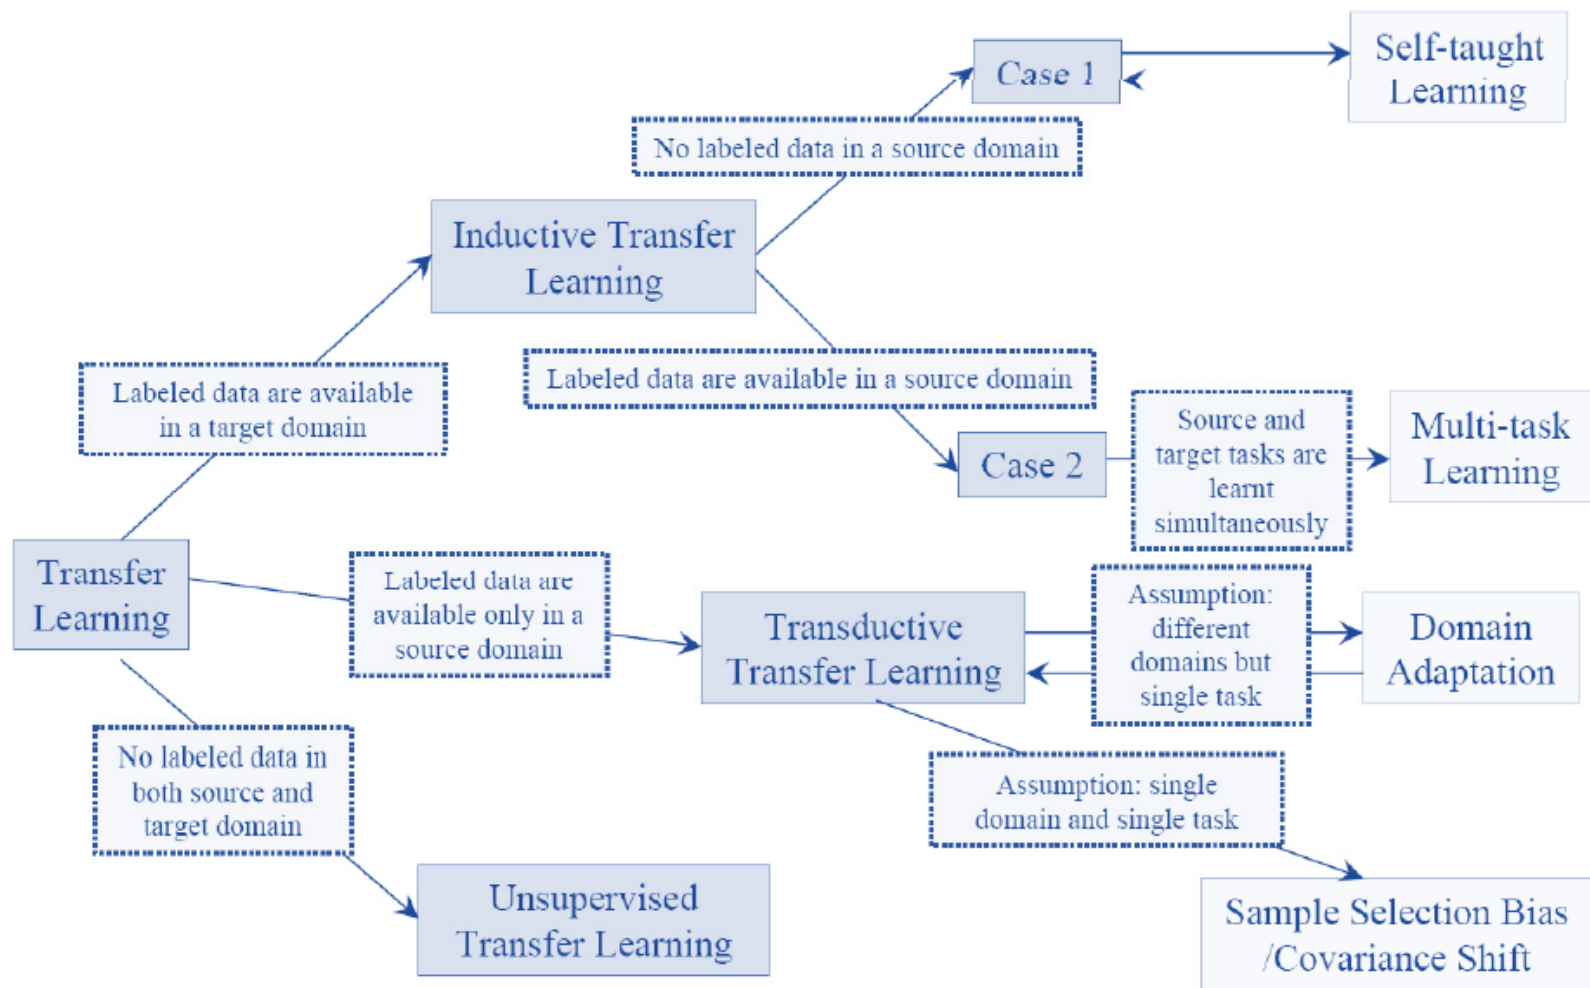 Case 1
Self-taught
Learning
No labeled data in a source domain
Inductive Transfer
Learning
Labeled data are available
in a target domain
Labeled data are available in a source domain
Case 2
Source and
target tasks are
learnt
simultaneously
Multi-task
Learning
Transfer
Learning
Labeled data are
available only in a
source domain
Transductive
Transfer Learning
Assumption:
different
domains but
single task
Domain
Adaptation
No labeled data in
both source and
target domain
Assumption: single
domain and single task
Unsupervised
Transfer Learning
Sample Selection Bias
/Covariance Shift